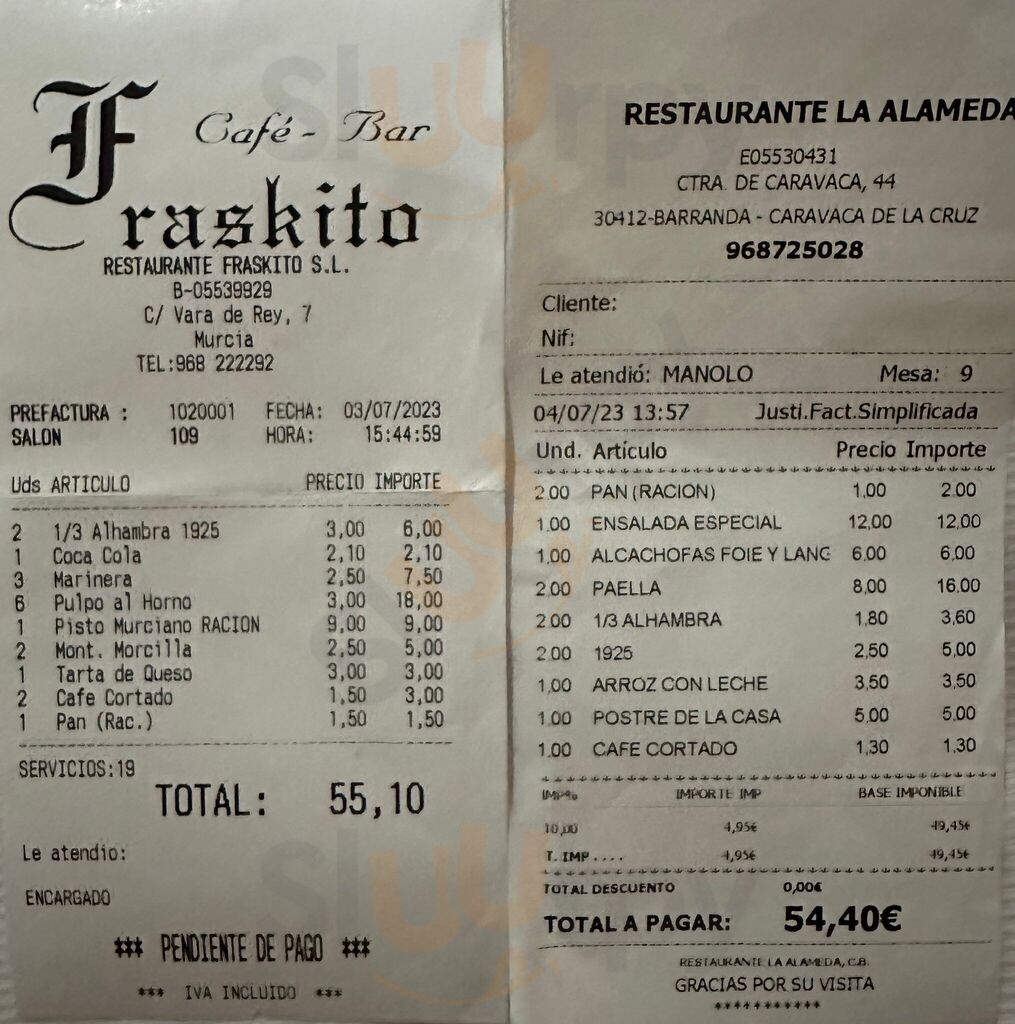 Café - Bar
Fraskito
RESTAURANTE FRASKITO S.L.
B-05539929
C/ Vara de Rey, 7
Murcia
TEL:968 222292
PREFACTURA : 1020001 FECHA: 03/07/2023
SALON 109 HORA: 15:44:59
Uds ARTICULO PRECIO IMPORTE
2 1/3 Alhambra 1925 3,00 6,00
1 Coca Cola 2,10 2,10
3 Marinera 2,50 7,50
6 Pulpo al Horno 3,00 18,00
1 Pisto Murciano RACION 9,00 9,00
2 Mont. Morcilla 2,50 5,00
1 Tarta de Queso 3,00 3,00
2 Cafe Cortado 1,50 3,00
1 Pan (Rac.) 1,50 1,50
SERVICIOS:19
TOTAL: 55,10
Le atendio:
ENCARGADO
*** PENDIENTE DE PAGO ***
*** IVA INCLUIDO ***
RESTAURANTE LA ALAMEDA
E05530431
CTRA. DE CARAVACA, 44
30412-BARRANDA - CARAVACA DE LA CRUZ
968725028
Cliente:
Nif:
Le atendió: MANOLO Mesa: 9
04/07/23 13:57 Justi.Fact.Simplificada
Und. Artículo Precio Importe
2.00 PAN (RACION) 1,00 2.00
1.00 ENSALADA ESPECIAL 12,00 12,00
1,00 ALCACHOFAS FOIE Y LANG 6,00 6,00
2.00 PAELLA 8,00 16,00
2.00 1/3 ALHAMBRA 1,80 3,60
2.00 1925 2,50 5,00
1,00 ARROZ CON LECHE 3,50 3,50
1.00 POSTRE DE LA CASA 5,00 5.00
1.00 CAFE CORTADO 1,30 1,30
IMP% IMPORTE IMP BASE IMPONIBLE
10,00 4,95€ 49,45€
T. IMP .... 4,95€ 49,45€
TOTAL DESCUENTO 0,00€
TOTAL A PAGAR: 54,40€
RESTAURANTE LA ALAMEDA, C.B.
GRACIAS POR SU VISITA
***********
Sluurpy
Sluurpy